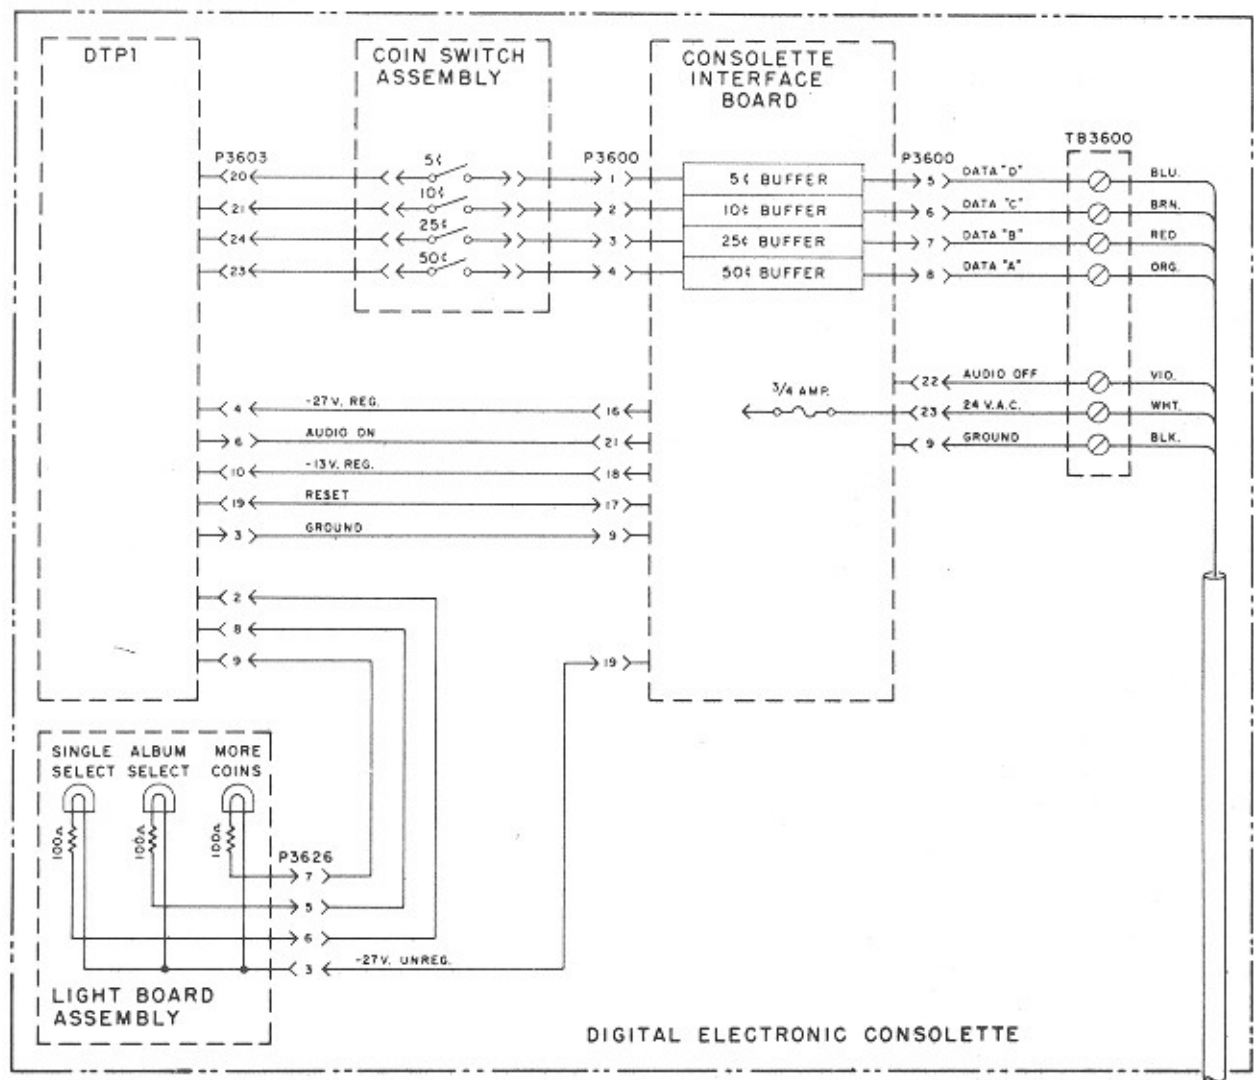 DTP1
COIN SWITCH
ASSEMBLY
CONSOLETTE
INTERFACE
BOARD
TB3600
P3603
P3600
P3600
20
5¢
1
5¢ BUFFER
5
DATA "D"
BLU.
21
10¢
2
10¢ BUFFER
6
DATA "C"
BRN.
24
25¢
3
25¢ BUFFER
7
DATA "B"
RED
23
50¢
4
50¢ BUFFER
8
DATA "A"
ORG.
22
AUDIO OFF
VIO.
3/4 AMP.
23
24 V.A.C.
WHT.
9
GROUND
BLK.
4
-27V. REG.
16
6
AUDIO ON
21
10
-13V. REG.
18
19
RESET
17
3
GROUND
9
2
8
9
19
SINGLE
SELECT
ALBUM
SELECT
MORE
COINS
100Ω
100Ω
100Ω
P3626
7
5
6
3
-27V. UNREG.
LIGHT BOARD
ASSEMBLY
DIGITAL ELECTRONIC CONSOLETTE